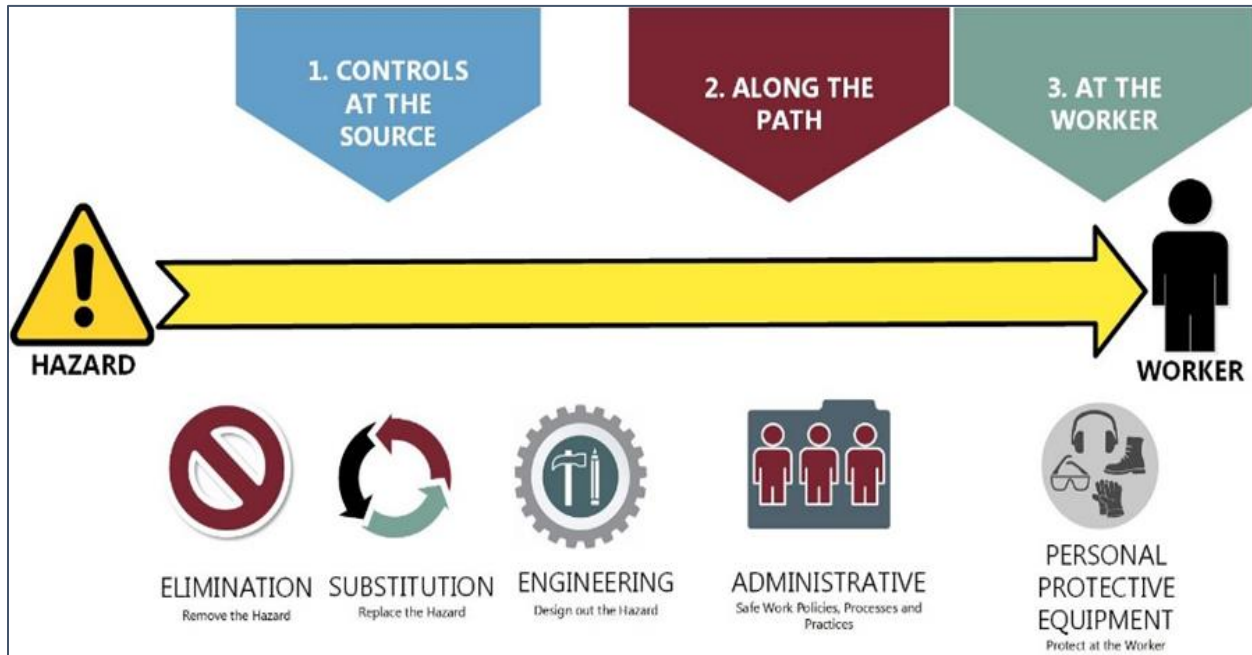 1. CONTROLS
AT THE
SOURCE
2. ALONG THE
PATH
3. AT THE
WORKER
HAZARD
WORKER
ELIMINATION
Remove the Hazard
SUBSTITUTION
Replace the Hazard
ENGINEERING
Design out the Hazard
ADMINISTRATIVE
Safe Work Policies, Processes and
Practices
PERSONAL
PROTECTIVE
EQUIPMENT
Protect at the Worker